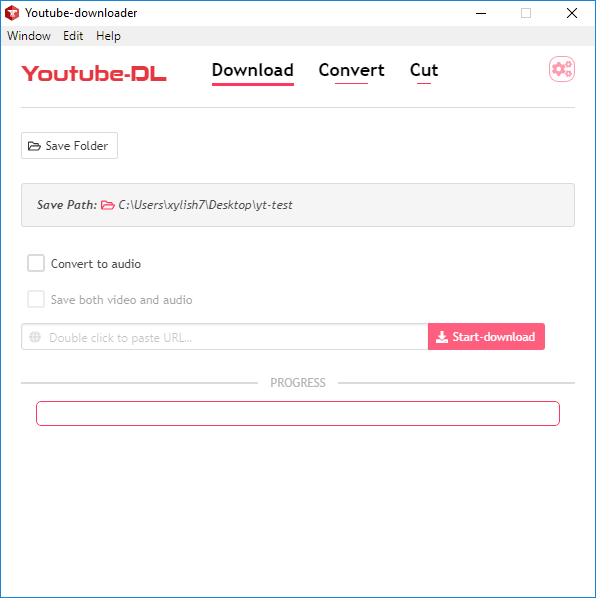 Youtube-downloader
Window Edit Help
Youtube-DL Download Convert Cut
Save Folder
Save Path: C:\Users\xylish7\Desktop\yt-test
Convert to audio
Save both video and audio
Double click to paste URL... Start-download
PROGRESS